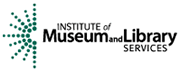 INSTITUTE of
Museum and Library
SERVICES